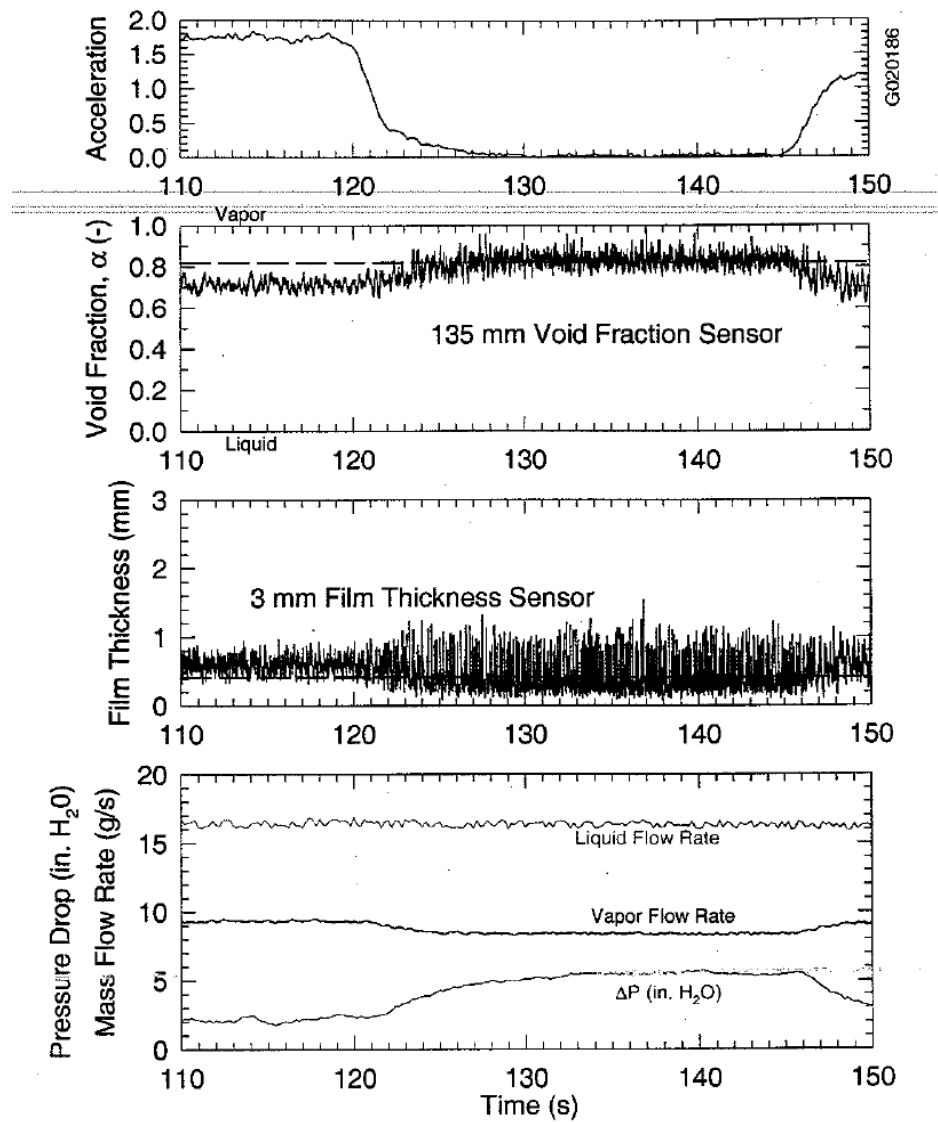 2.0
1.5
1.0
0.5
0.0
Acceleration
G020186
110 120 130 140 150
Vapor
1.0
0.8
0.6
0.4
0.2
0.0
Void Fraction, α (-)
135 mm Void Fraction Sensor
Liquid
110 120 130 140 150
3
2
1
0
Film Thickness (mm)
3 mm Film Thickness Sensor
110 120 130 140 150
20
15
10
5
0
Pressure Drop (in. H₂0)
Mass Flow Rate (g/s)
Liquid Flow Rate
Vapor Flow Rate
ΔP (in. H₂O)
110 120 130 140 150
Time (s)